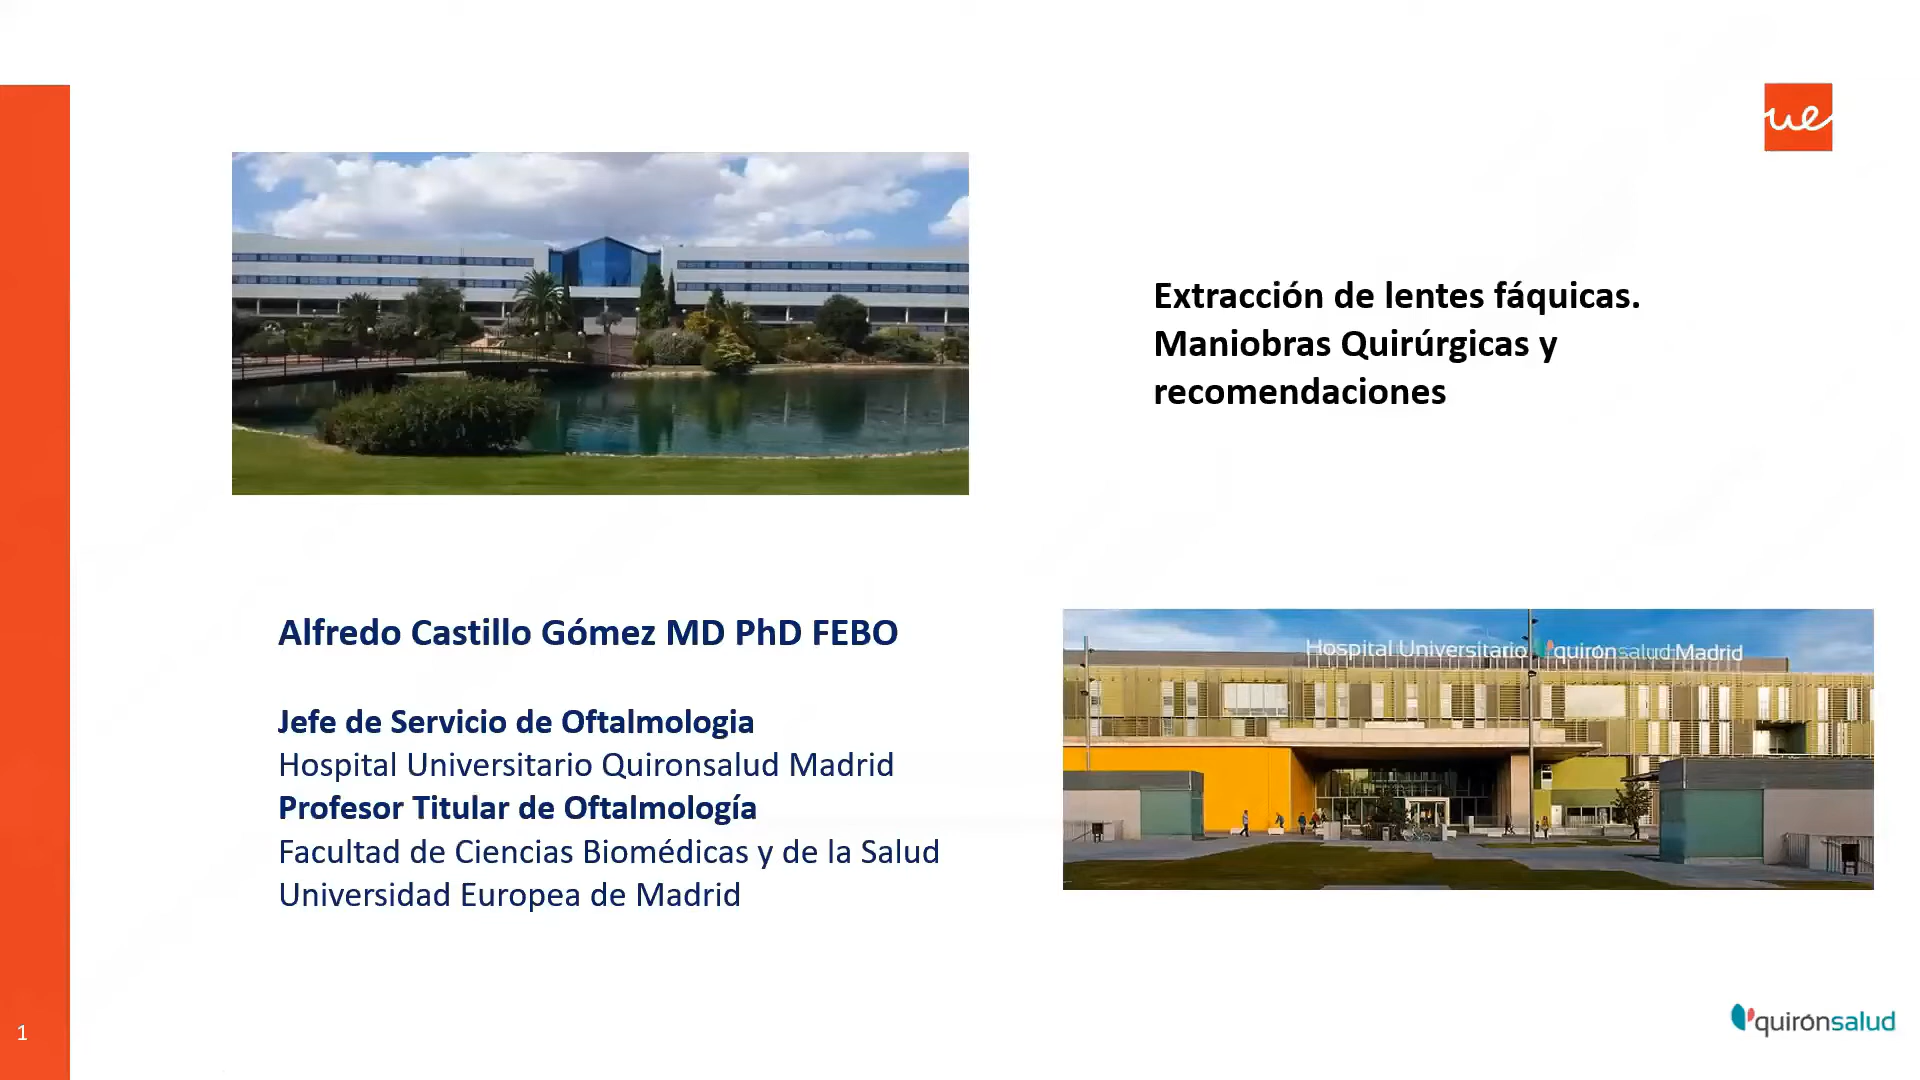 ue
Extracción de lentes fáquicas.
Maniobras Quirúrgicas y
recomendaciones
Alfredo Castillo Gómez MD PhD FEBO
Jefe de Servicio de Oftalmologia
Hospital Universitario Quironsalud Madrid
Profesor Titular de Oftalmología
Facultad de Ciencias Biomédicas y de la Salud
Universidad Europea de Madrid
Hospital Universitario quirónsalud Madrid
1
quirónsalud